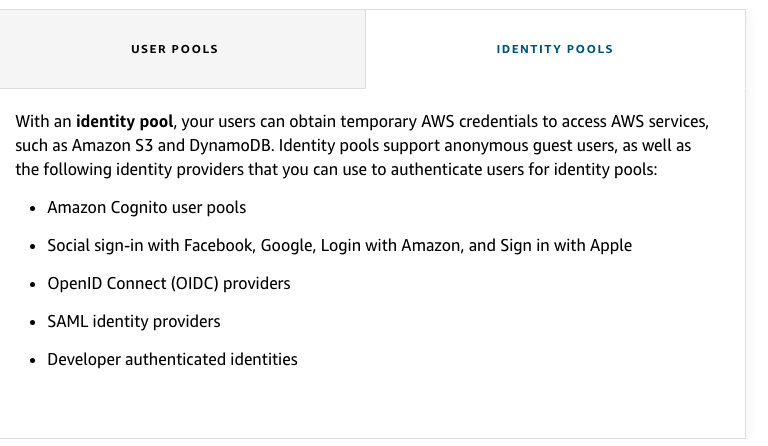 USER POOLS
IDENTITY POOLS
With an identity pool, your users can obtain temporary AWS credentials to access AWS services,
such as Amazon S3 and DynamoDB. Identity pools support anonymous guest users, as well as
the following identity providers that you can use to authenticate users for identity pools:
• Amazon Cognito user pools
• Social sign-in with Facebook, Google, Login with Amazon, and Sign in with Apple
• OpenID Connect (OIDC) providers
• SAML identity providers
• Developer authenticated identities